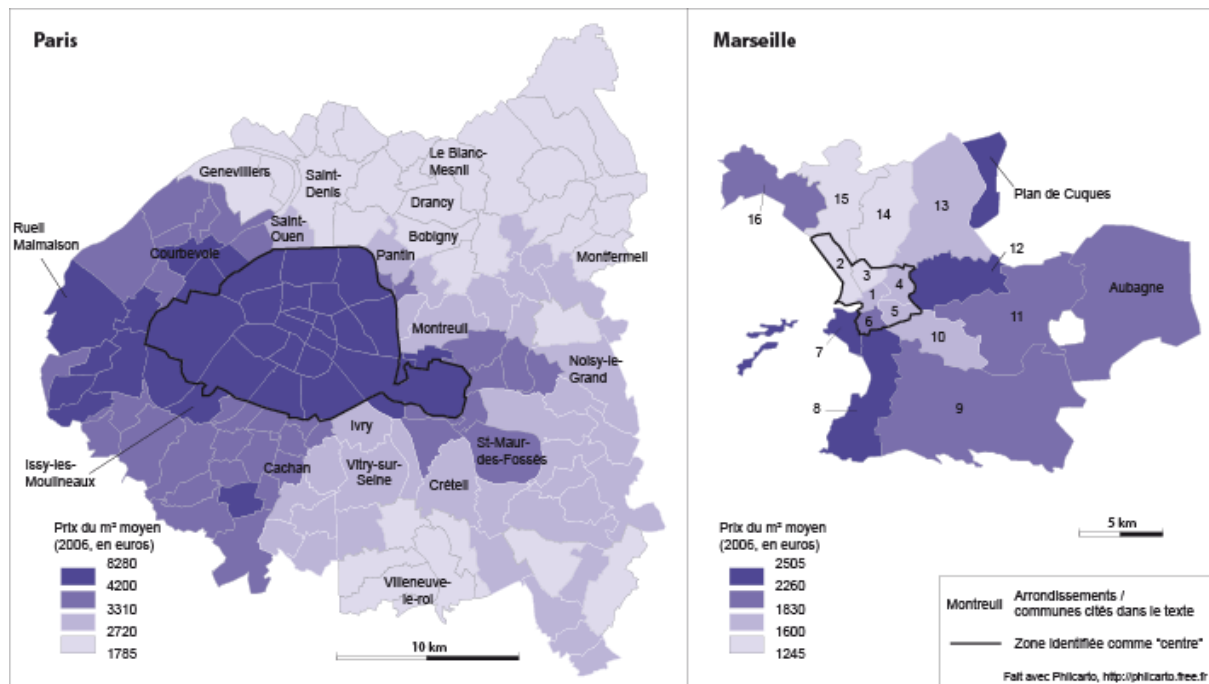 Paris
Genevilliers
Saint-
Denis
Le Blanc-
Mesnil
Drancy
Rueil
Malmaison
Courbevoie
Saint-
Ouen
Pantin
Bobigny
Montfermeil
Montreuil
Noisy-le-
Grand
Ivry
St-Maur-
des-Fossés
Issy-les-
Moulineaux
Cachan
Vitry-sur-
Seine
Créteil
Villeneuve-
le-roi
Prix du m² moyen
(2006, en euros)
8280
4200
3310
2720
1785
10 km
Marseille
Plan de Cuques
16
15
14
13
12
2
3
4
1
5
6
7
10
11
Aubagne
8
9
5 km
Prix du m² moyen
(2006, en euros)
2505
2260
1830
1600
1245
Montreuil
Arrondissements /
communes cités dans le texte
Zone identifiée comme "centre"
Fait avec Philcarto, http://philcarto.free.fr